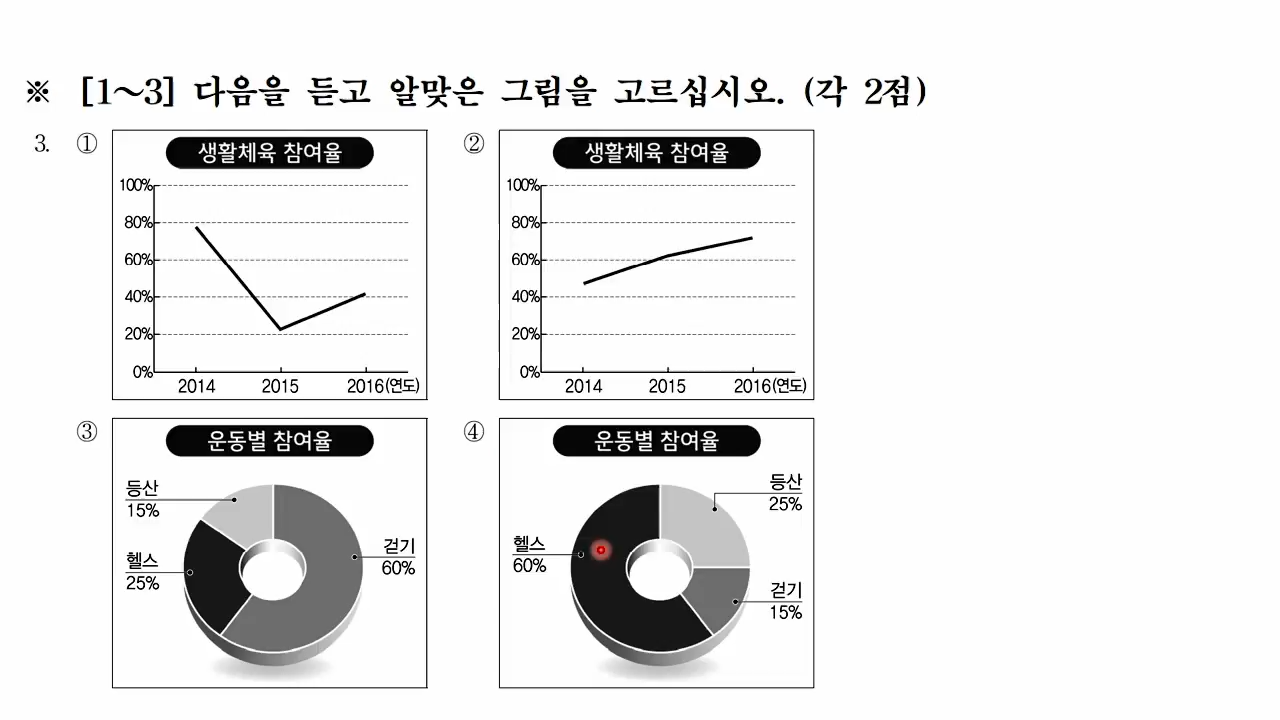 ※ [1~3] 다음을 듣고 알맞은 그림을 고르십시오. (각 2점)
3. ①
생활체육 참여율
100%
80%
60%
40%
20%
0%
2014 2015 2016(연도)
②
생활체육 참여율
100%
80%
60%
40%
20%
0%
2014 2015 2016(연도)
③
운동별 참여율
등산
15%
헬스
25%
걷기
60%
④
운동별 참여율
등산
25%
헬스
60%
걷기
15%